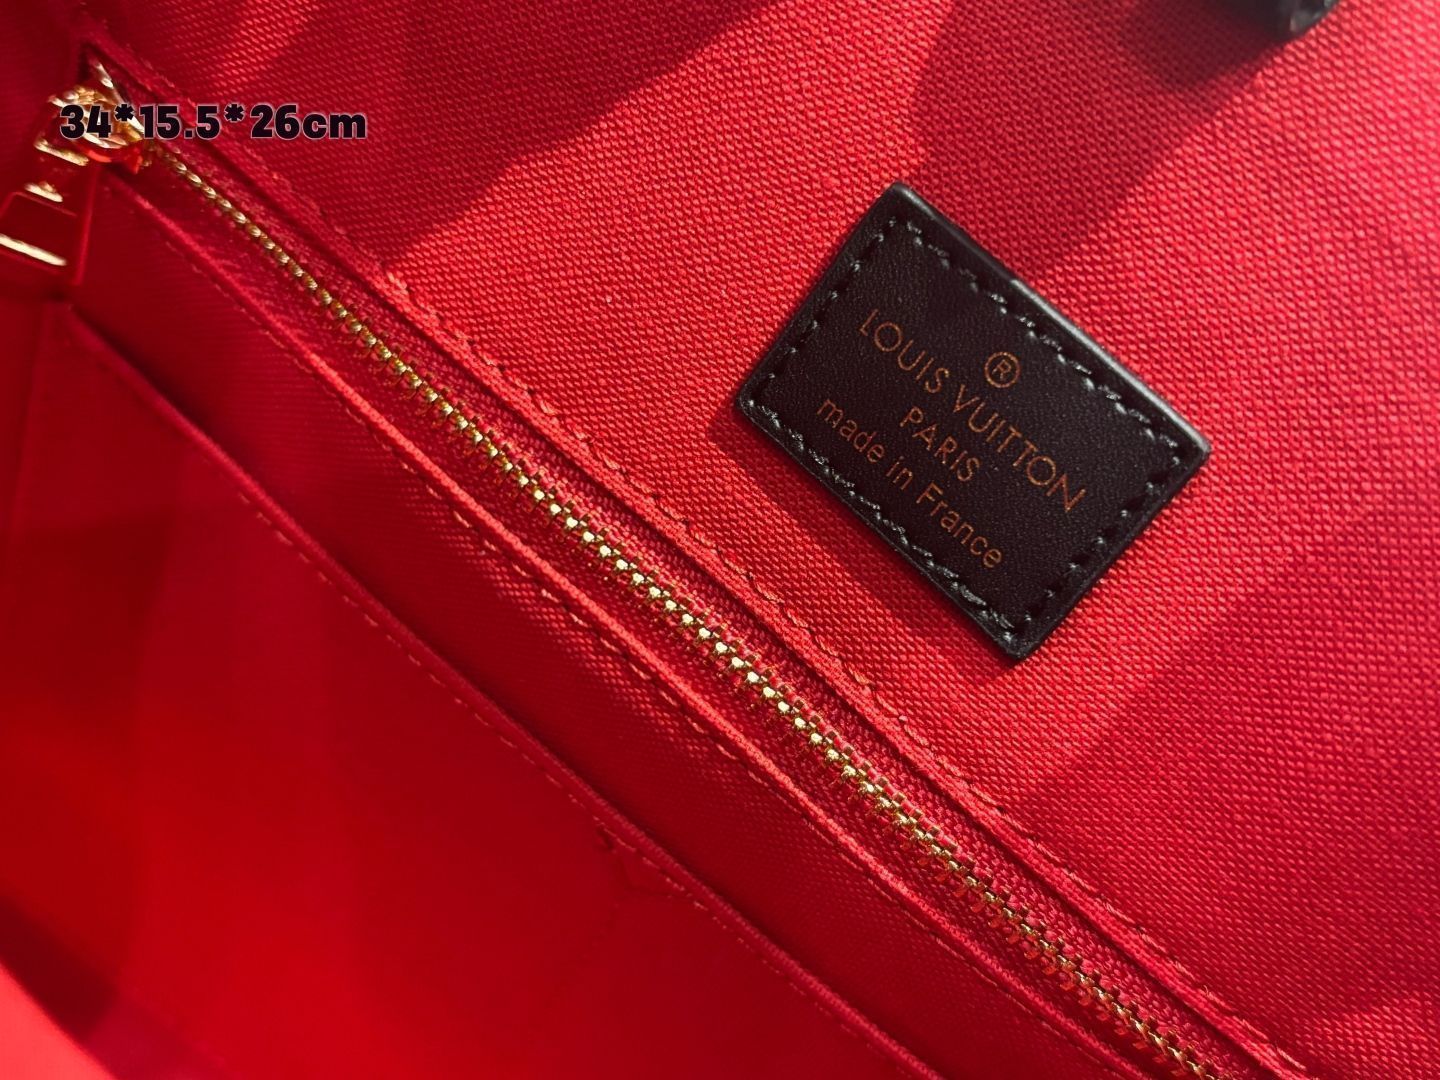 34*15.5*26cm
®
LOUIS VUITTON
PARIS
made in France